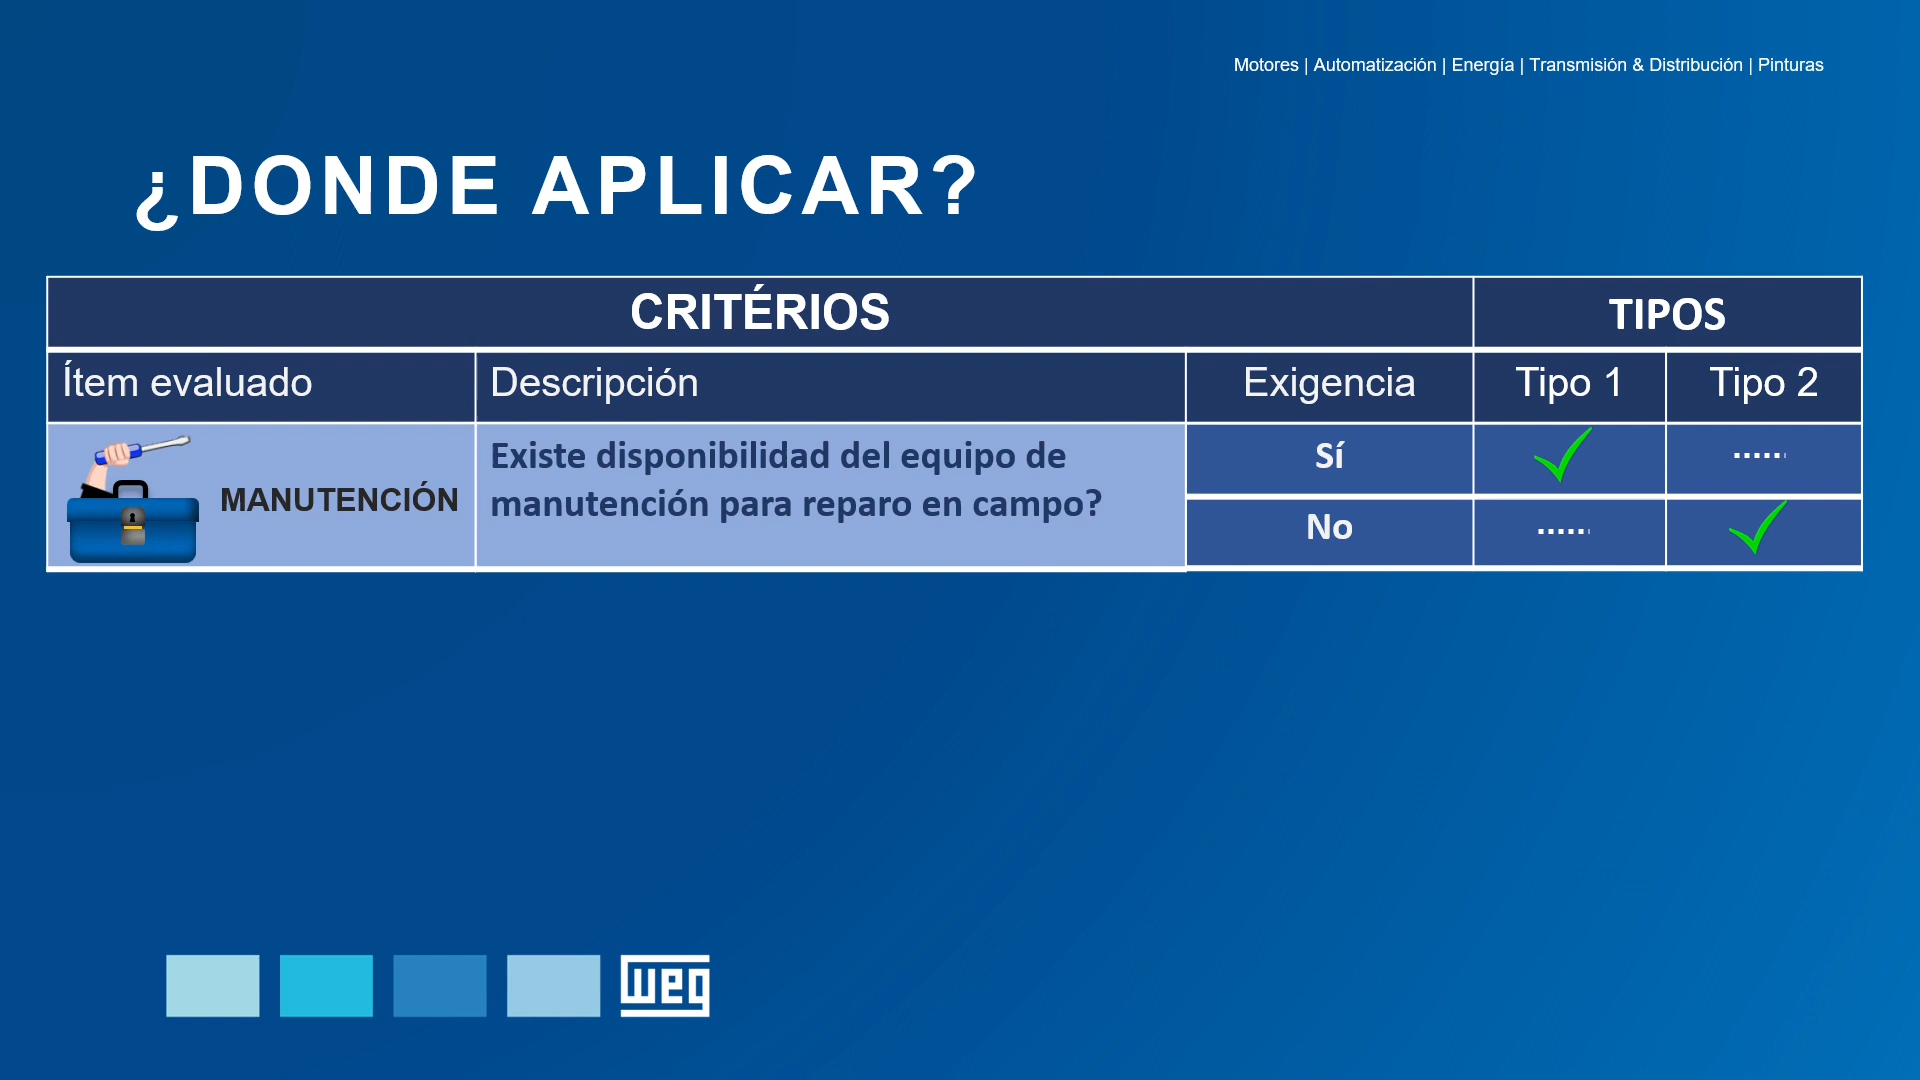 Motores | Automatización | Energía | Transmisión & Distribución | Pinturas
¿DONDE APLICAR?
CRITÉRIOS TIPOS
Ítem evaluado Descripción Exigencia Tipo 1 Tipo 2
MANUTENCIÓN
Existe disponibilidad del equipo de
manutención para reparo en campo?
Sí .....
No .....
weg